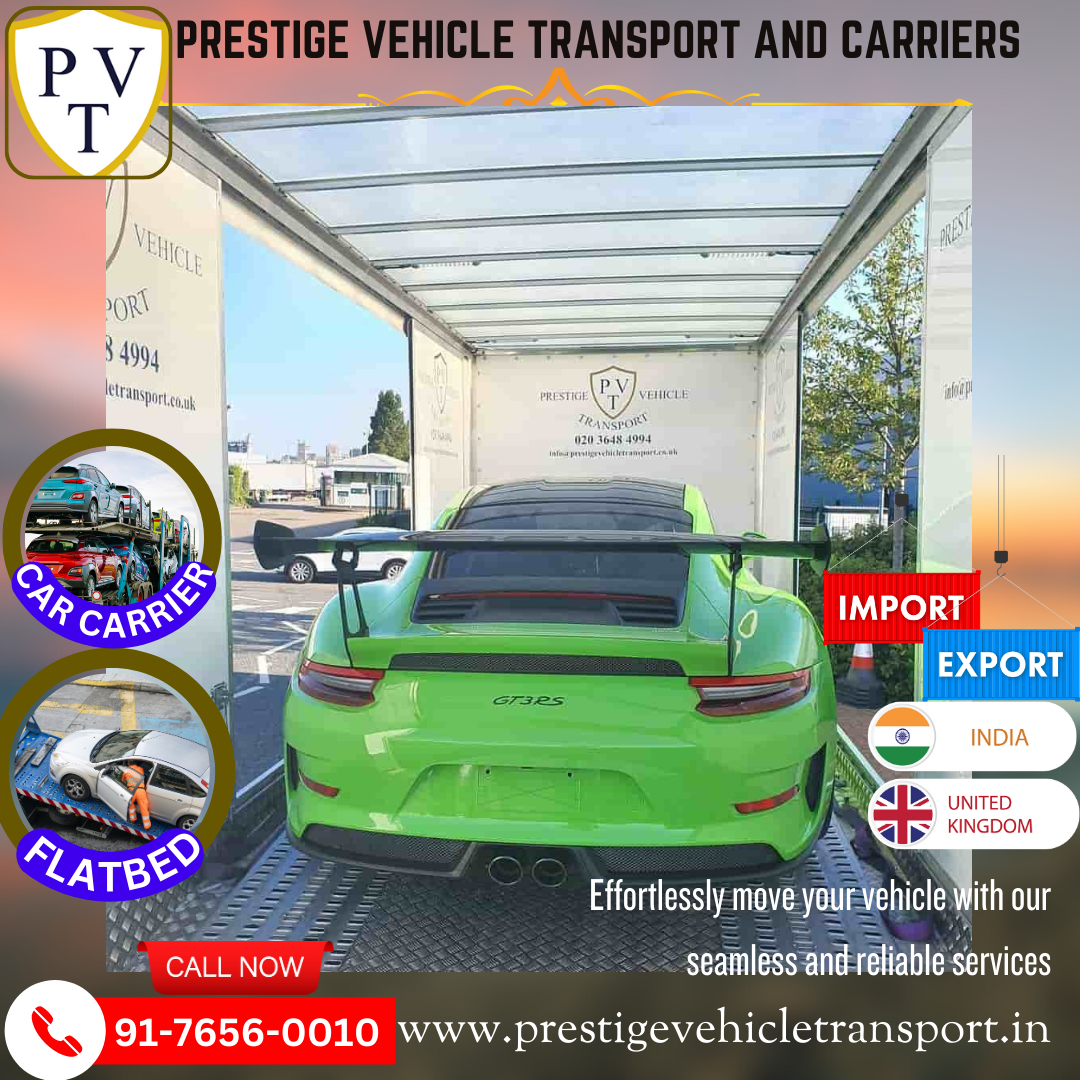 P V
T
PRESTIGE VEHICLE TRANSPORT AND CARRIERS
VEHICLE
PORT
8 4994
letransport.co.uk
PREST
PRESTIGE P V VEHICLE
T
TRANSPORT
020 3648 4994
info@prestigevehicletransport.co.uk
CAR CARRIER
IMPORT
EXPORT
GT3RS
INDIA
UNITED
KINGDOM
FLATBED
Effortlessly move your vehicle with our
seamless and reliable services
CALL NOW
91-7656-0010
www.prestigevehicletransport.in